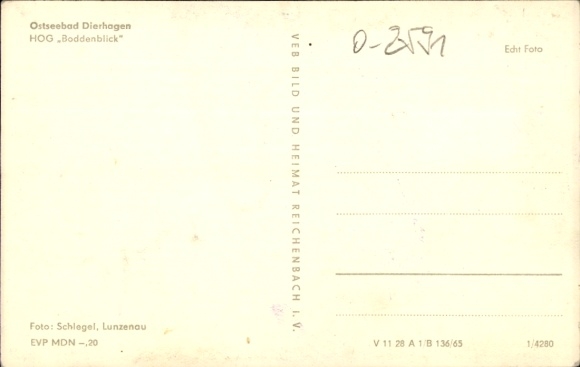 Ostseebad Dierhagen
HOG „Boddenblick"
VEB BILD UND HEIMAT REICHENBACH I. V.
Echt Foto
Foto: Schlegel, Lunzenau
EVP MDN –,20
V 11 28 A 1/B 136/65
1/4280